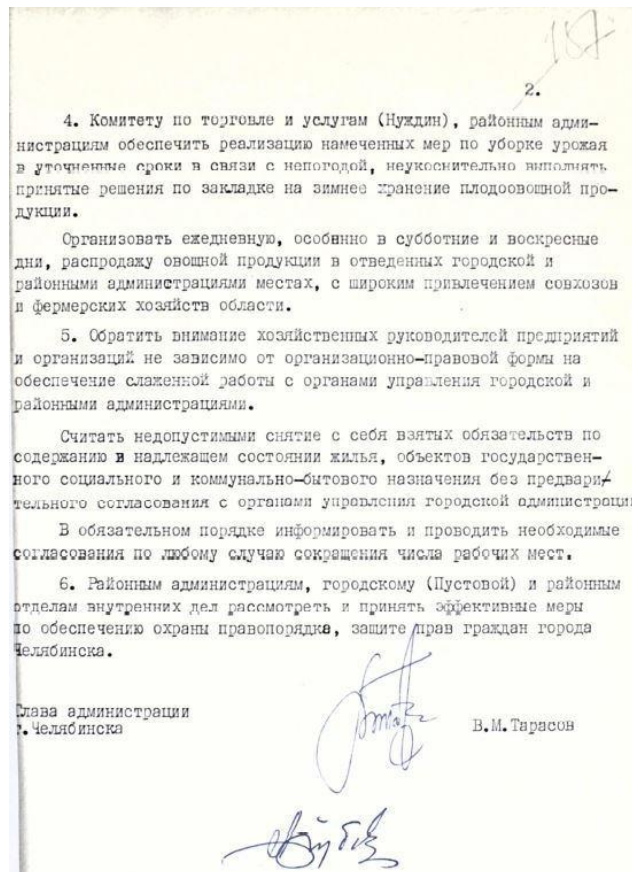 187
2.
4. Комитету по торговле и услугам (Нуждин), районным адми-
нистрациям обеспечить реализацию намеченных мер по уборке урожая
в уточненные сроки в связи с непогодой, неукоснительно выполнять
принятые решения по закладке на зимнее хранение плодоовощной про-
дукции.
Организовать ежедневную, особенно в субботние и воскресные
дни, распродажу овощной продукции в отведенных городской и
районными администрациями местах, с широким привлечением совхозов
и фермерских хозяйств области.
5. Обратить внимание хозяйственных руководителей предприятий
и организаций не зависимо от организационно-правовой формы на
обеспечение слаженной работы с органами управления городской и
районными администрациями.
Считать недопустимыми снятие с себя взятых обязательств по
содержанию в надлежащем состоянии жилья, объектов государствен-
ного социального и коммунально-бытового назначения без предвари-
тельного согласования с органами управления городской администраци
В обязательном порядке информировать и проводить необходимые
согласования по любому случаю сокращения числа рабочих мест.
6. Районным администрациям, городскому (Пустовой) и районным
отделам внутренних дел рассмотреть и принять эффективные меры
по обеспечению охраны правопорядка, защите прав граждан города
Челябинска.
Глава администрации
г.Челябинска
В.М.Тарасов